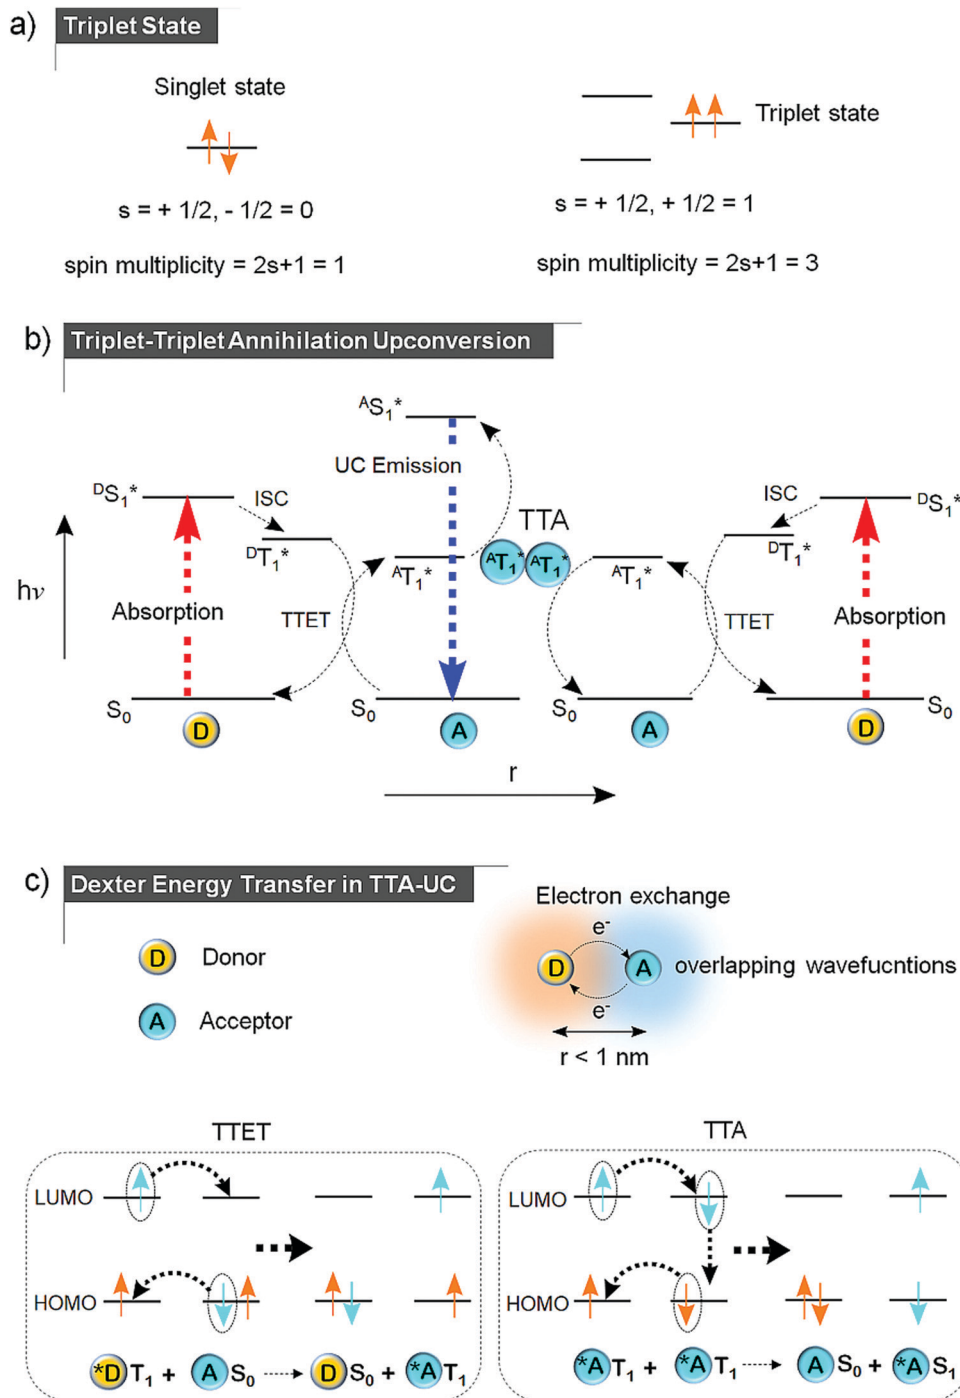 a) Triplet State
Singlet state
s = + 1/2, - 1/2 = 0
spin multiplicity = 2s+1 = 1
Triplet state
s = + 1/2, + 1/2 = 1
spin multiplicity = 2s+1 = 3
b) Triplet-Triplet Annihilation Upconversion
ᴬS₁*
UC Emission
ᴰS₁* ISC
ᴰT₁*
TTA
ᴬT₁* ᴬT₁*
ISC ᴰS₁*
ᴰT₁*
hν
ᴬT₁*
ᴬT₁*
Absorption
TTET
TTET
Absorption
S₀ S₀ S₀ S₀
D A A D
r
c) Dexter Energy Transfer in TTA-UC
D Donor
A Acceptor
Electron exchange
e⁻
D A overlapping wavefucntions
e⁻
r < 1 nm
TTET
LUMO
HOMO
*D T₁ + A S₀ D S₀ + *A T₁
TTA
LUMO
HOMO
*A T₁ + *A T₁ A S₀ + *A S₁